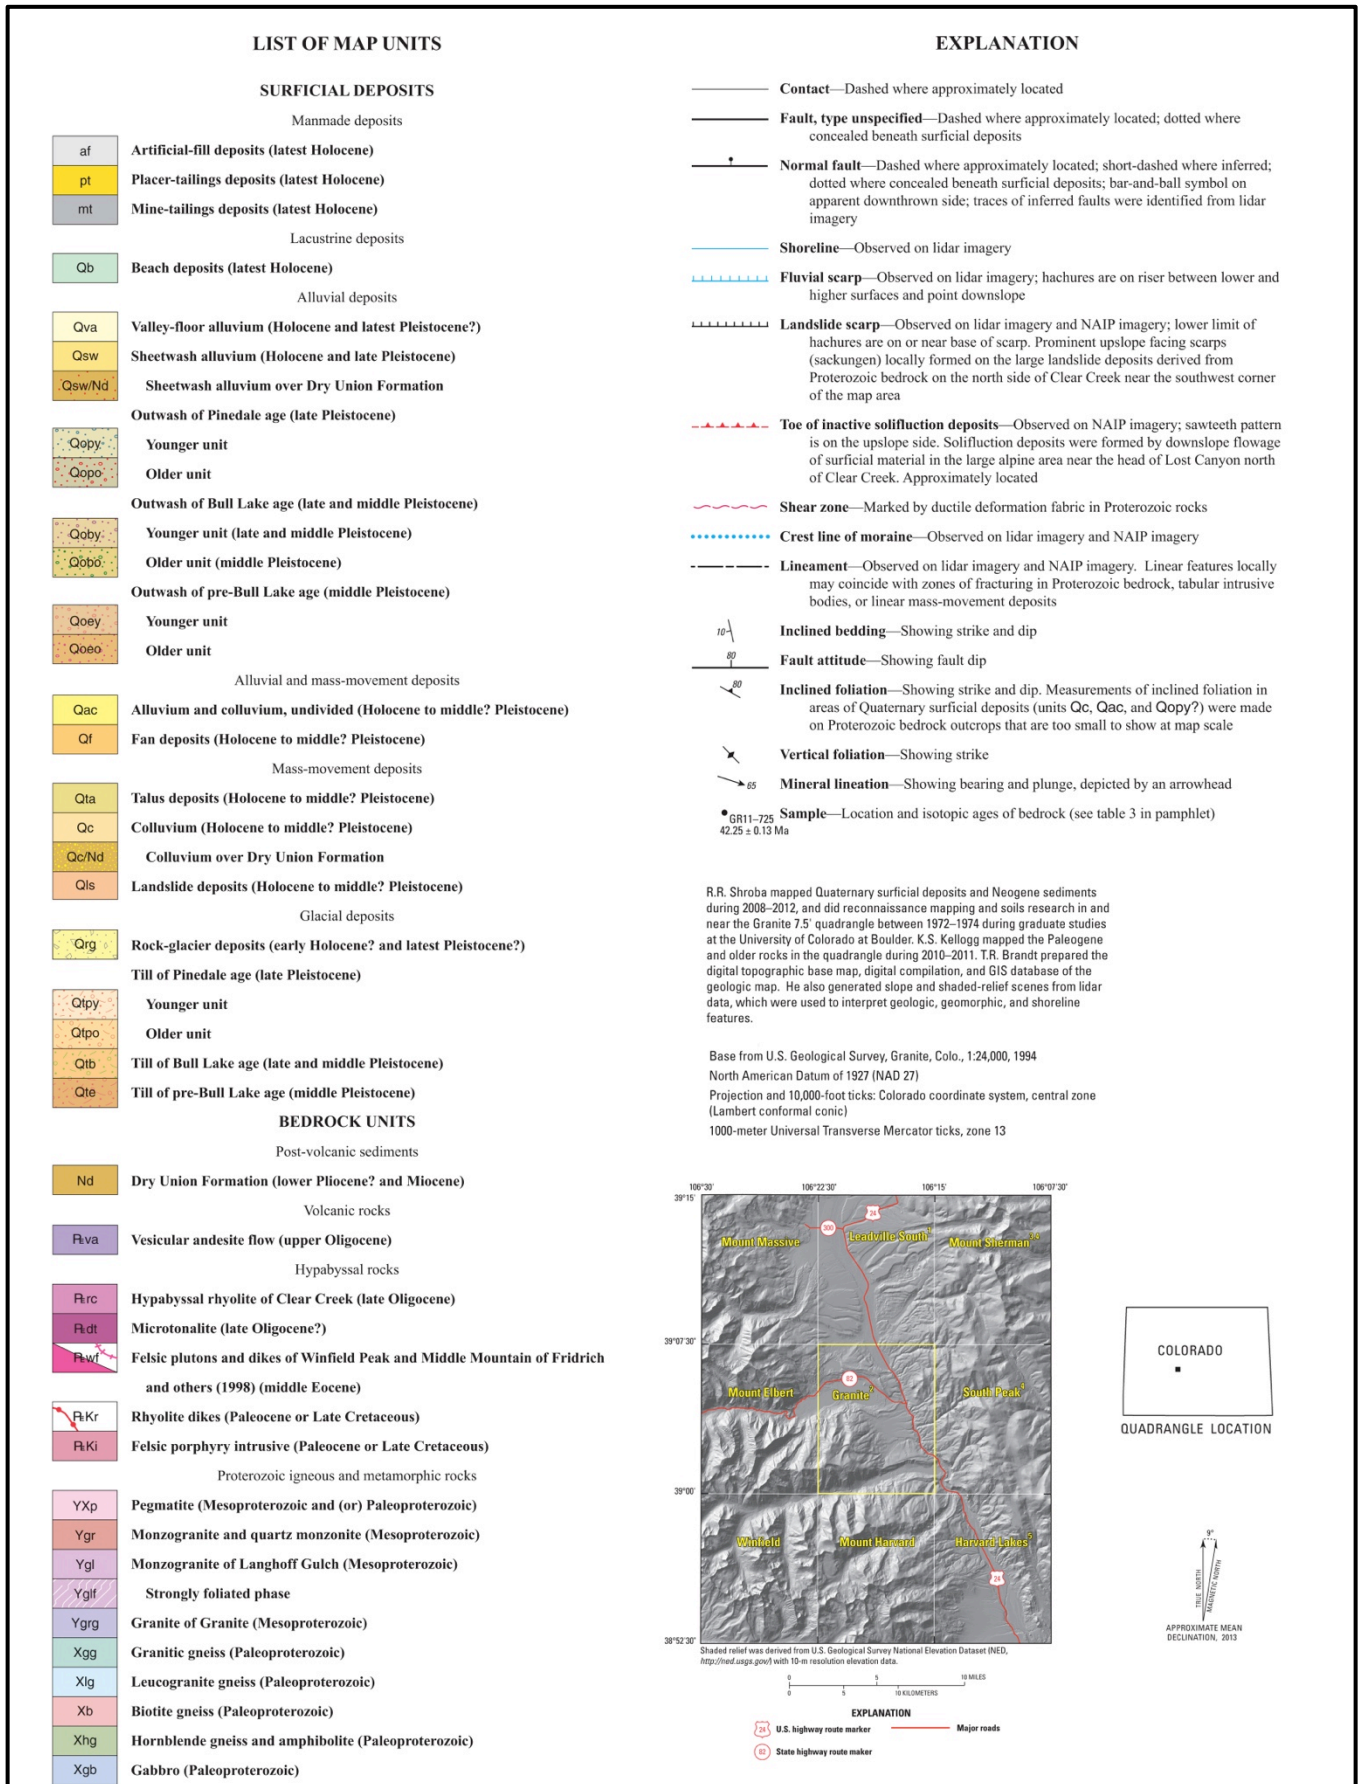 LIST OF MAP UNITS
SURFICIAL DEPOSITS
Manmade deposits
af Artificial-fill deposits (latest Holocene)
pt Placer-tailings deposits (latest Holocene)
mt Mine-tailings deposits (latest Holocene)
Lacustrine deposits
Qb Beach deposits (latest Holocene)
Alluvial deposits
Qva Valley-floor alluvium (Holocene and latest Pleistocene?)
Qsw Sheetwash alluvium (Holocene and late Pleistocene)
Qsw/Nd Sheetwash alluvium over Dry Union Formation
Outwash of Pinedale age (late Pleistocene)
Qopy Younger unit
Qopo Older unit
Outwash of Bull Lake age (late and middle Pleistocene)
Qoby Younger unit (late and middle Pleistocene)
Qobo Older unit (middle Pleistocene)
Outwash of pre-Bull Lake age (middle Pleistocene)
Qoey Younger unit
Qoeo Older unit
Alluvial and mass-movement deposits
Qac Alluvium and colluvium, undivided (Holocene to middle? Pleistocene)
Qf Fan deposits (Holocene to middle? Pleistocene)
Mass-movement deposits
Qta Talus deposits (Holocene to middle? Pleistocene)
Qc Colluvium (Holocene to middle? Pleistocene)
Qc/Nd Colluvium over Dry Union Formation
Qls Landslide deposits (Holocene to middle? Pleistocene)
Glacial deposits
Qrg Rock-glacier deposits (early Holocene? and latest Pleistocene?)
Till of Pinedale age (late Pleistocene)
Qtpy Younger unit
Qtpo Older unit
Qtb Till of Bull Lake age (late and middle Pleistocene)
Qte Till of pre-Bull Lake age (middle Pleistocene)
BEDROCK UNITS
Post-volcanic sediments
Nd Dry Union Formation (lower Pliocene? and Miocene)
Volcanic rocks
Peva Vesicular andesite flow (upper Oligocene)
Hypabyssal rocks
Perc Hypabyssal rhyolite of Clear Creek (late Oligocene)
Pedt Microtonalite (late Oligocene?)
Pewf Felsic plutons and dikes of Winfield Peak and Middle Mountain of Fridrich
and others (1998) (middle Eocene)
PeKr Rhyolite dikes (Paleocene or Late Cretaceous)
PeKi Felsic porphyry intrusive (Paleocene or Late Cretaceous)
Proterozoic igneous and metamorphic rocks
YXp Pegmatite (Mesoproterozoic and (or) Paleoproterozoic)
Ygr Monzogranite and quartz monzonite (Mesoproterozoic)
Ygl Monzogranite of Langhoff Gulch (Mesoproterozoic)
Yglf Strongly foliated phase
Ygrg Granite of Granite (Mesoproterozoic)
Xgg Granitic gneiss (Paleoproterozoic)
Xlg Leucogranite gneiss (Paleoproterozoic)
Xb Biotite gneiss (Paleoproterozoic)
Xhg Hornblende gneiss and amphibolite (Paleoproterozoic)
Xgb Gabbro (Paleoproterozoic)
EXPLANATION
Contact—Dashed where approximately located
Fault, type unspecified—Dashed where approximately located; dotted where
concealed beneath surficial deposits
Normal fault—Dashed where approximately located; short-dashed where inferred;
dotted where concealed beneath surficial deposits; bar-and-ball symbol on
apparent downthrown side; traces of inferred faults were identified from lidar
imagery
Shoreline—Observed on lidar imagery
Fluvial scarp—Observed on lidar imagery; hachures are on riser between lower and
higher surfaces and point downslope
Landslide scarp—Observed on lidar imagery and NAIP imagery; lower limit of
hachures are on or near base of scarp. Prominent upslope facing scarps
(sackungen) locally formed on the large landslide deposits derived from
Proterozoic bedrock on the north side of Clear Creek near the southwest corner
of the map area
Toe of inactive solifluction deposits—Observed on NAIP imagery; sawteeth pattern
is on the upslope side. Solifluction deposits were formed by downslope flowage
of surficial material in the large alpine area near the head of Lost Canyon north
of Clear Creek. Approximately located
Shear zone—Marked by ductile deformation fabric in Proterozoic rocks
Crest line of moraine—Observed on lidar imagery and NAIP imagery
Lineament—Observed on lidar imagery and NAIP imagery. Linear features locally
may coincide with zones of fracturing in Proterozoic bedrock, tabular intrusive
bodies, or linear mass-movement deposits
10 Inclined bedding—Showing strike and dip
80 Fault attitude—Showing fault dip
80 Inclined foliation—Showing strike and dip. Measurements of inclined foliation in
areas of Quaternary surficial deposits (units Qc, Qac, and Qopy?) were made
on Proterozoic bedrock outcrops that are too small to show at map scale
Vertical foliation—Showing strike
65 Mineral lineation—Showing bearing and plunge, depicted by an arrowhead
Sample—Location and isotopic ages of bedrock (see table 3 in pamphlet)
GR11–725
42.25 ± 0.13 Ma
R.R. Shroba mapped Quaternary surficial deposits and Neogene sediments
during 2008–2012, and did reconnaissance mapping and soils research in and
near the Granite 7.5' quadrangle between 1972–1974 during graduate studies
at the University of Colorado at Boulder. K.S. Kellogg mapped the Paleogene
and older rocks in the quadrangle during 2010–2011. T.R. Brandt prepared the
digital topographic base map, digital compilation, and GIS database of the
geologic map. He also generated slope and shaded-relief scenes from lidar
data, which were used to interpret geologic, geomorphic, and shoreline
features.
Base from U.S. Geological Survey, Granite, Colo., 1:24,000, 1994
North American Datum of 1927 (NAD 27)
Projection and 10,000-foot ticks: Colorado coordinate system, central zone
(Lambert conformal conic)
1000-meter Universal Transverse Mercator ticks, zone 13
106°30' 106°22'30" 106°15' 106°07'30"
39°15'
300 24
Mount Massive Leadville South Mount Sherman 3,4
39°07'30"
82
Mount Elbert Granite 2 South Peak 4
39°00'
Winfield Mount Harvard Harvard Lakes 5
24
38°52'30"
Shaded relief was derived from U.S. Geological Survey National Elevation Dataset (NED,
http://ned.usgs.gov/) with 10-m resolution elevation data.
0 5 10 MILES
0 5 10 KILOMETERS
EXPLANATION
24 U.S. highway route marker Major roads
82 State highway route maker
COLORADO
QUADRANGLE LOCATION
9°
TRUE NORTH
MAGNETIC NORTH
APPROXIMATE MEAN
DECLINATION, 2013